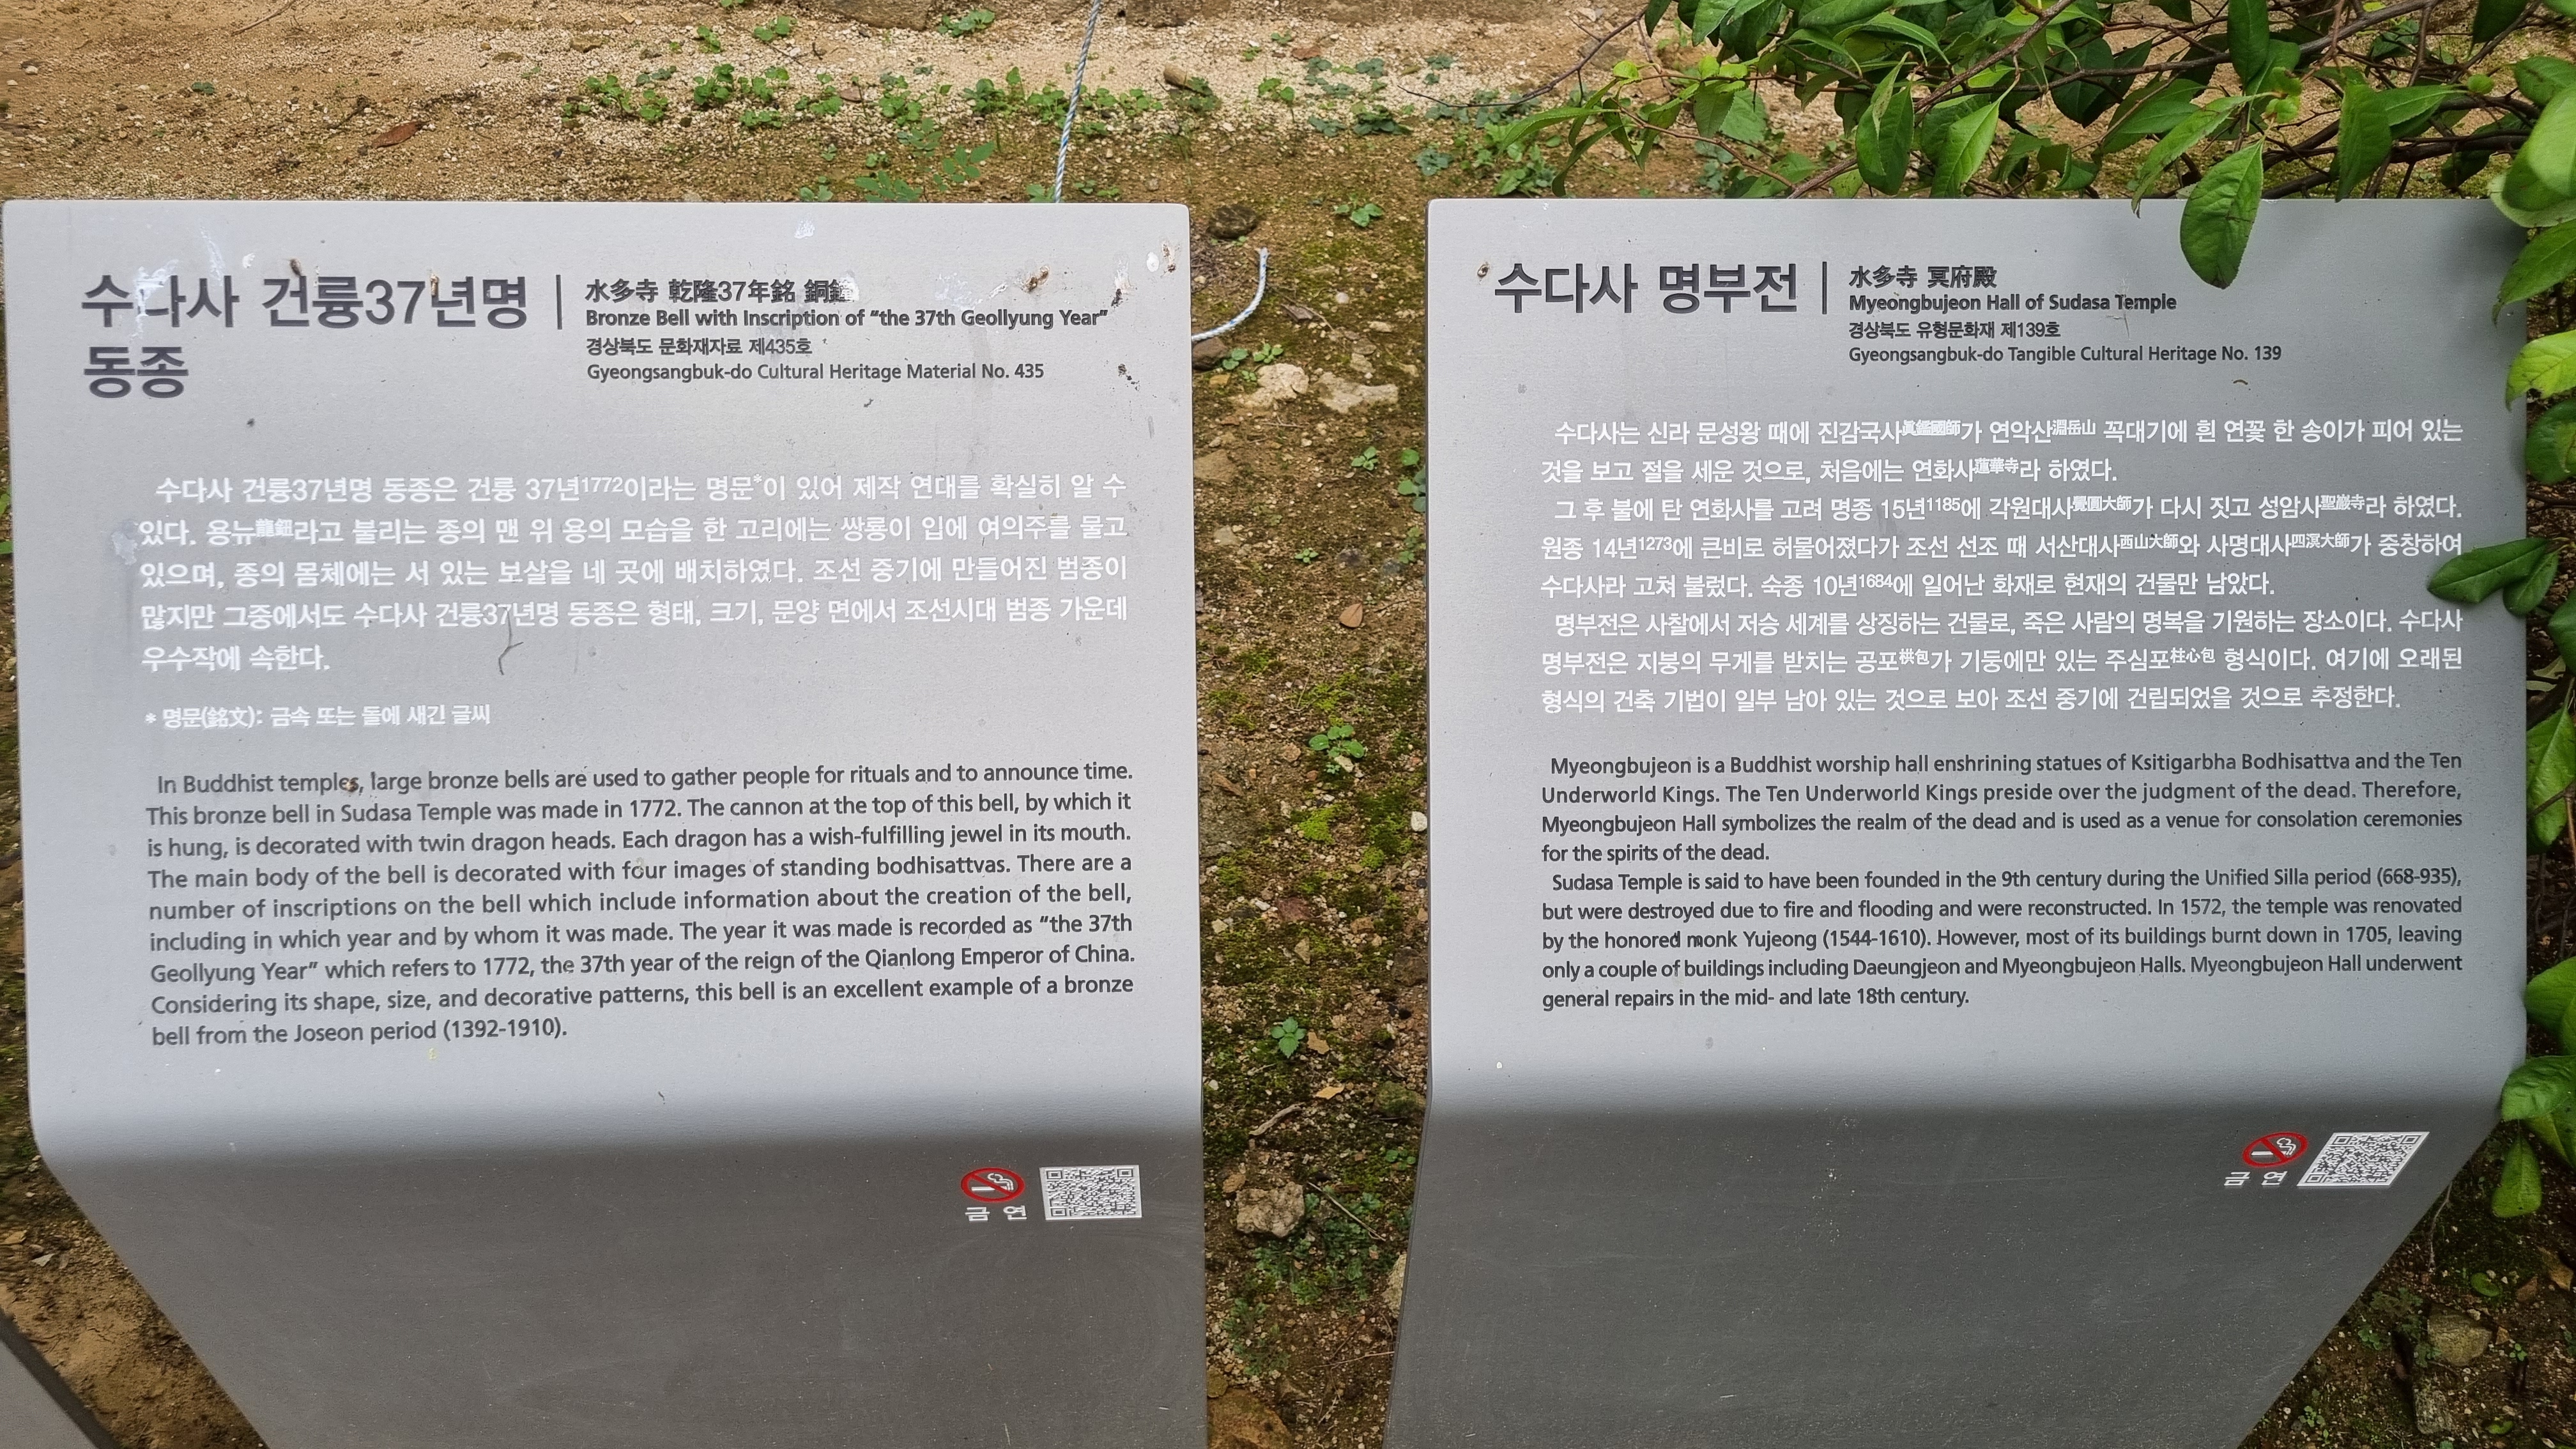 수다사 건륭37년명
동종
水多寺 乾隆37年銘 銅鍾
Bronze Bell with Inscription of “the 37th Geollyung Year”
경상북도 문화재자료 제435호
Gyeongsangbuk-do Cultural Heritage Material No. 435
수다사 건륭37년명 동종은 건륭 37년1772이라는 명문*이 있어 제작 연대를 확실히 알 수
있다. 용뉴龍鈕라고 불리는 종의 맨 위 용의 모습을 한 고리에는 쌍룡이 입에 여의주를 물고
있으며, 종의 몸체에는 서 있는 보살을 네 곳에 배치하였다. 조선 중기에 만들어진 범종이
많지만 그중에서도 수다사 건륭37년명 동종은 형태, 크기, 문양 면에서 조선시대 범종 가운데
우수작에 속한다.
* 명문(銘文): 금속 또는 돌에 새긴 글씨
In Buddhist temples, large bronze bells are used to gather people for rituals and to announce time.
This bronze bell in Sudasa Temple was made in 1772. The cannon at the top of this bell, by which it
is hung, is decorated with twin dragon heads. Each dragon has a wish-fulfilling jewel in its mouth.
The main body of the bell is decorated with four images of standing bodhisattvas. There are a
number of inscriptions on the bell which include information about the creation of the bell,
including in which year and by whom it was made. The year it was made is recorded as “the 37th
Geollyung Year” which refers to 1772, the 37th year of the reign of the Qianlong Emperor of China.
Considering its shape, size, and decorative patterns, this bell is an excellent example of a bronze
bell from the Joseon period (1392-1910).
금 연
수다사 명부전
水多寺 冥府殿
Myeongbujeon Hall of Sudasa Temple
경상북도 유형문화재 제139호
Gyeongsangbuk-do Tangible Cultural Heritage No. 139
수다사는 신라 문성왕 때에 진감국사眞鑑國師가 연악산淵岳山 꼭대기에 흰 연꽃 한 송이가 피어 있는
것을 보고 절을 세운 것으로, 처음에는 연화사蓮華寺라 하였다.
그 후 불에 탄 연화사를 고려 명종 15년1185에 각원대사覺圓大師가 다시 짓고 성암사聖巖寺라 하였다.
원종 14년1273에 큰비로 허물어졌다가 조선 선조 때 서산대사西山大師와 사명대사四溟大師가 중창하여
수다사라 고쳐 불렀다. 숙종 10년1684에 일어난 화재로 현재의 건물만 남았다.
명부전은 사찰에서 저승 세계를 상징하는 건물로, 죽은 사람의 명복을 기원하는 장소이다. 수다사
명부전은 지붕의 무게를 받치는 공포栱包가 기둥에만 있는 주심포柱心包 형식이다. 여기에 오래된
형식의 건축 기법이 일부 남아 있는 것으로 보아 조선 중기에 건립되었을 것으로 추정한다.
Myeongbujeon is a Buddhist worship hall enshrining statues of Ksitigarbha Bodhisattva and the Ten
Underworld Kings. The Ten Underworld Kings preside over the judgment of the dead. Therefore,
Myeongbujeon Hall symbolizes the realm of the dead and is used as a venue for consolation ceremonies
for the spirits of the dead.
Sudasa Temple is said to have been founded in the 9th century during the Unified Silla period (668-935),
but were destroyed due to fire and flooding and were reconstructed. In 1572, the temple was renovated
by the honored monk Yujeong (1544-1610). However, most of its buildings burnt down in 1705, leaving
only a couple of buildings including Daeungjeon and Myeongbujeon Halls. Myeongbujeon Hall underwent
general repairs in the mid- and late 18th century.
금 연